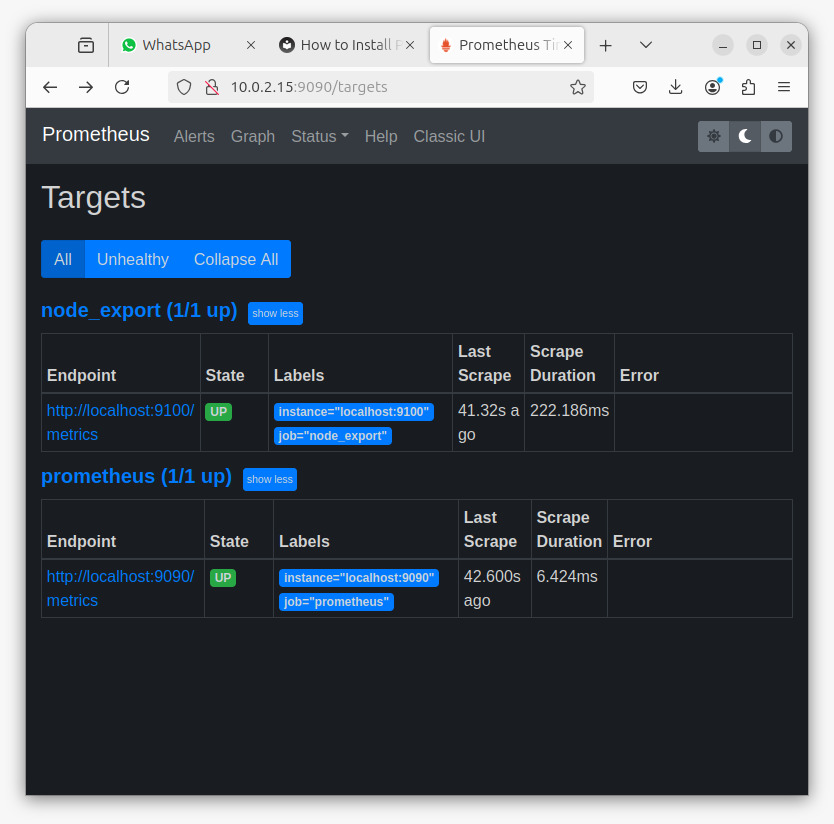 WhatsApp
How to Install
Prometheus Ti
10.0.2.15:9090/targets
Prometheus Alerts Graph Status Help Classic UI
Targets
All Unhealthy Collapse All
node_export (1/1 up) show less
Endpoint State Labels Last Scrape Scrape Duration Error
http://localhost:9100/metrics UP instance="localhost:9100" job="node_export" 41.32s ago 222.186ms
prometheus (1/1 up) show less
Endpoint State Labels Last Scrape Scrape Duration Error
http://localhost:9090/metrics UP instance="localhost:9090" job="prometheus" 42.600s ago 6.424ms